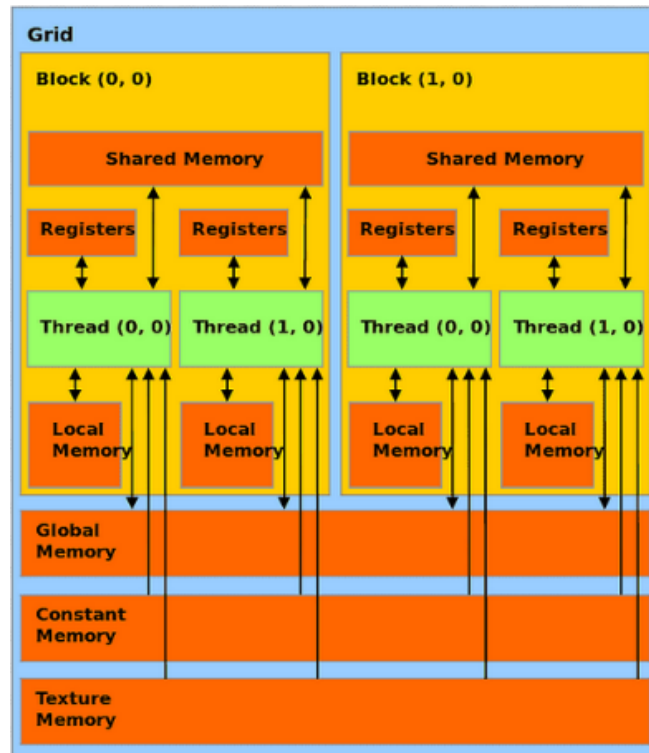 Grid
Block (0, 0)
Block (1, 0)
Shared Memory
Shared Memory
Registers
Registers
Registers
Registers
Thread (0, 0)
Thread (1, 0)
Thread (0, 0)
Thread (1, 0)
Local
Memory
Local
Memory
Local
Memory
Local
Memory
Global
Memory
Constant
Memory
Texture
Memory